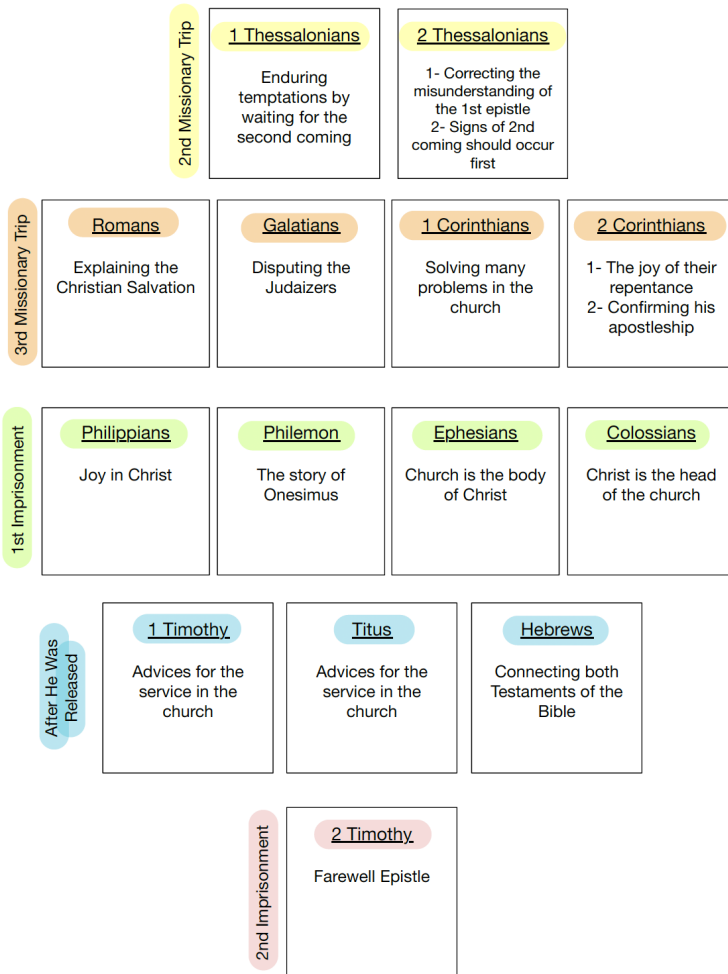 2nd Missionary Trip
1 Thessalonians
Enduring
temptations by
waiting for the
second coming
2 Thessalonians
1- Correcting the
misunderstanding of
the 1st epistle
2- Signs of 2nd
coming should occur
first
3rd Missionary Trip
Romans
Explaining the
Christian Salvation
Galatians
Disputing the
Judaizers
1 Corinthians
Solving many
problems in the
church
2 Corinthians
1- The joy of their
repentance
2- Confirming his
apostleship
1st Imprisonment
Philippians
Joy in Christ
Philemon
The story of
Onesimus
Ephesians
Church is the body
of Christ
Colossians
Christ is the head
of the church
After He Was
Released
1 Timothy
Advices for the
service in the
church
Titus
Advices for the
service in the
church
Hebrews
Connecting both
Testaments of the
Bible
2nd Imprisonment
2 Timothy
Farewell Epistle